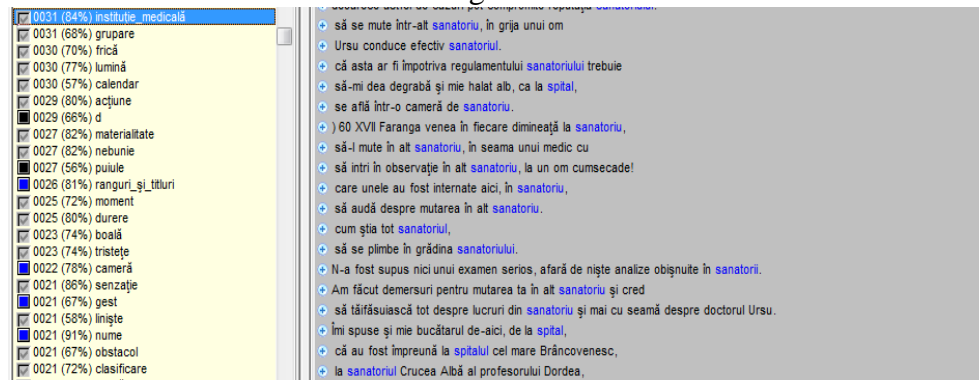 0031 (84%) instituție_medicală
0031 (68%) grupare
0030 (70%) frică
0030 (77%) lumină
0030 (57%) calendar
0029 (80%) acțiune
0029 (66%) d
0027 (82%) materialitate
0027 (82%) nebunie
0027 (56%) puiule
0026 (81%) ranguri_și_titluri
0025 (72%) moment
0025 (80%) durere
0023 (74%) boală
0023 (74%) tristețe
0022 (78%) cameră
0021 (86%) senzație
0021 (67%) gest
0021 (58%) liniște
0021 (91%) nume
0021 (67%) obstacol
0021 (72%) clasificare
să se mute într-alt sanatoriu, în grija unui om
Ursu conduce efectiv sanatoriul.
că asta ar fi împotriva regulamentului sanatoriului trebuie
să-mi dea degrabă și mie halat alb, ca la spital,
se află într-o cameră de sanatoriu.
) 60 XVII Faranga venea în fiecare dimineață la sanatoriu,
să-l mute în alt sanatoriu, în seama unui medic cu
să intri în observație în alt sanatoriu, la un om cumsecade!
care unele au fost internate aici, în sanatoriu,
să audă despre mutarea în alt sanatoriu.
cum știa tot sanatoriul,
să se plimbe în grădina sanatoriului.
N-a fost supus nici unui examen serios, afară de niște analize obișnuite în sanatorii.
Am făcut demersuri pentru mutarea ta în alt sanatoriu și cred
să tăifăsuiască tot despre lucruri din sanatoriu și mai cu seamă despre doctorul Ursu.
Îmi spuse și mie bucătarul de-aici, de la spital,
că au fost împreună la spitalul cel mare Brâncovenesc,
la sanatoriul Crucea Albă al profesorului Dordea,